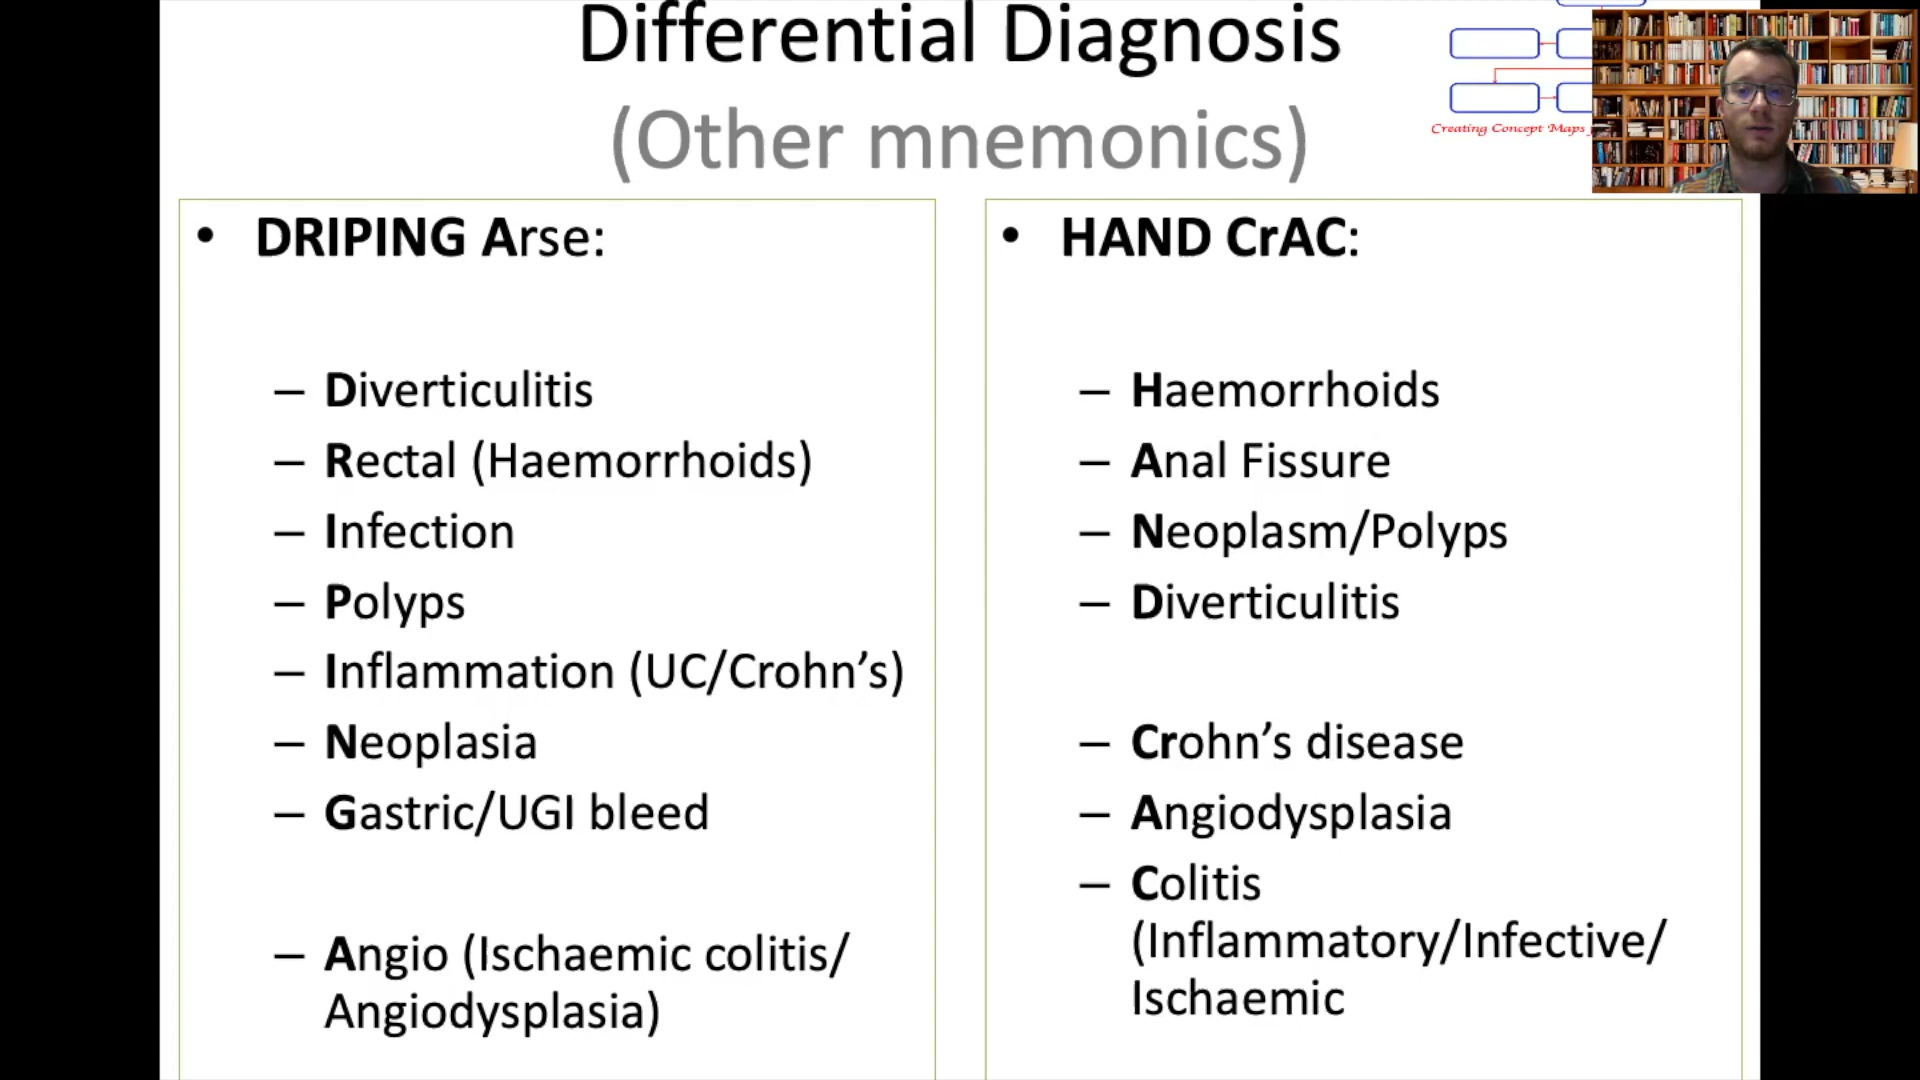 Differential Diagnosis
(Other mnemonics)
Creating Concept Maps
• DRIPING Arse:
– Diverticulitis
– Rectal (Haemorrhoids)
– Infection
– Polyps
– Inflammation (UC/Crohn’s)
– Neoplasia
– Gastric/UGI bleed
– Angio (Ischaemic colitis/
Angiodysplasia)
• HAND CrAC:
– Haemorrhoids
– Anal Fissure
– Neoplasm/Polyps
– Diverticulitis
– Crohn’s disease
– Angiodysplasia
– Colitis
(Inflammatory/Infective/
Ischaemic